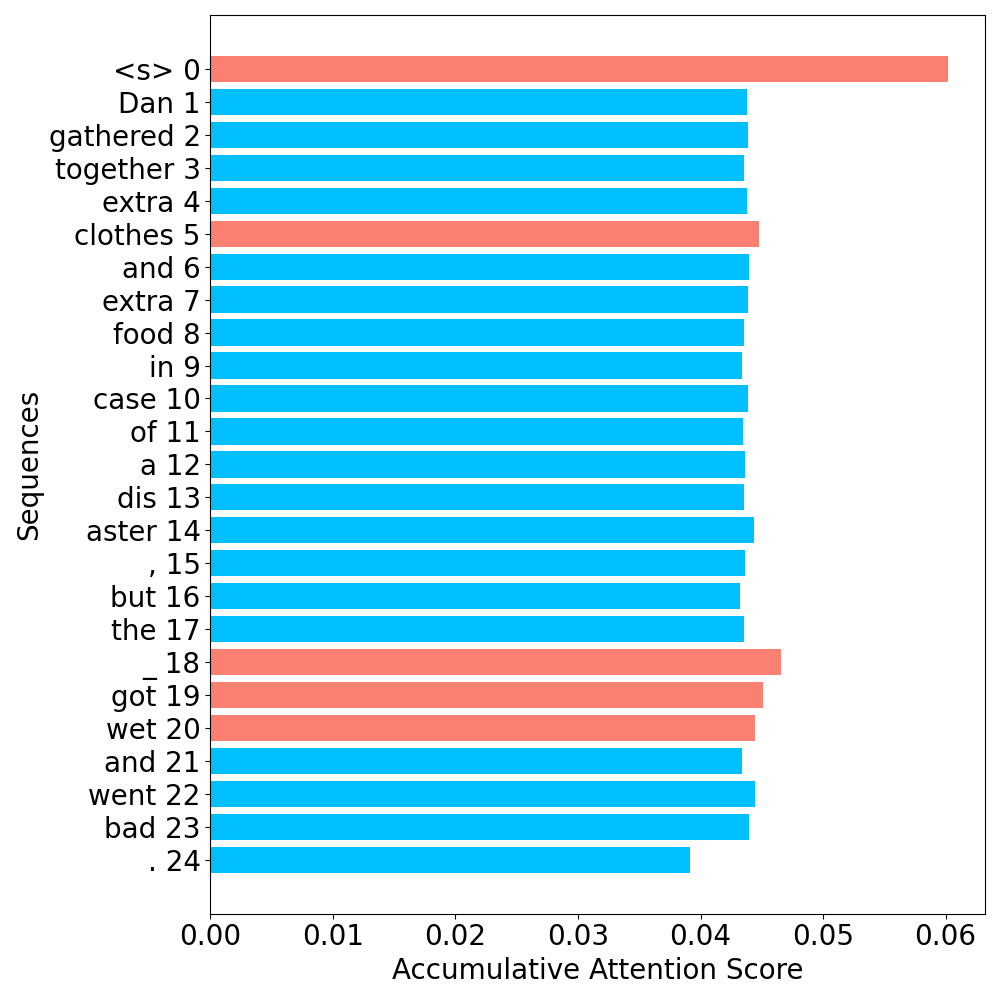 <s> 0
Dan 1
gathered 2
together 3
extra 4
clothes 5
and 6
extra 7
food 8
in 9
case 10
of 11
a 12
dis 13
aster 14
, 15
but 16
the 17
_ 18
got 19
wet 20
and 21
went 22
bad 23
. 24
Sequences
0.00 0.01 0.02 0.03 0.04 0.05 0.06
Accumulative Attention Score